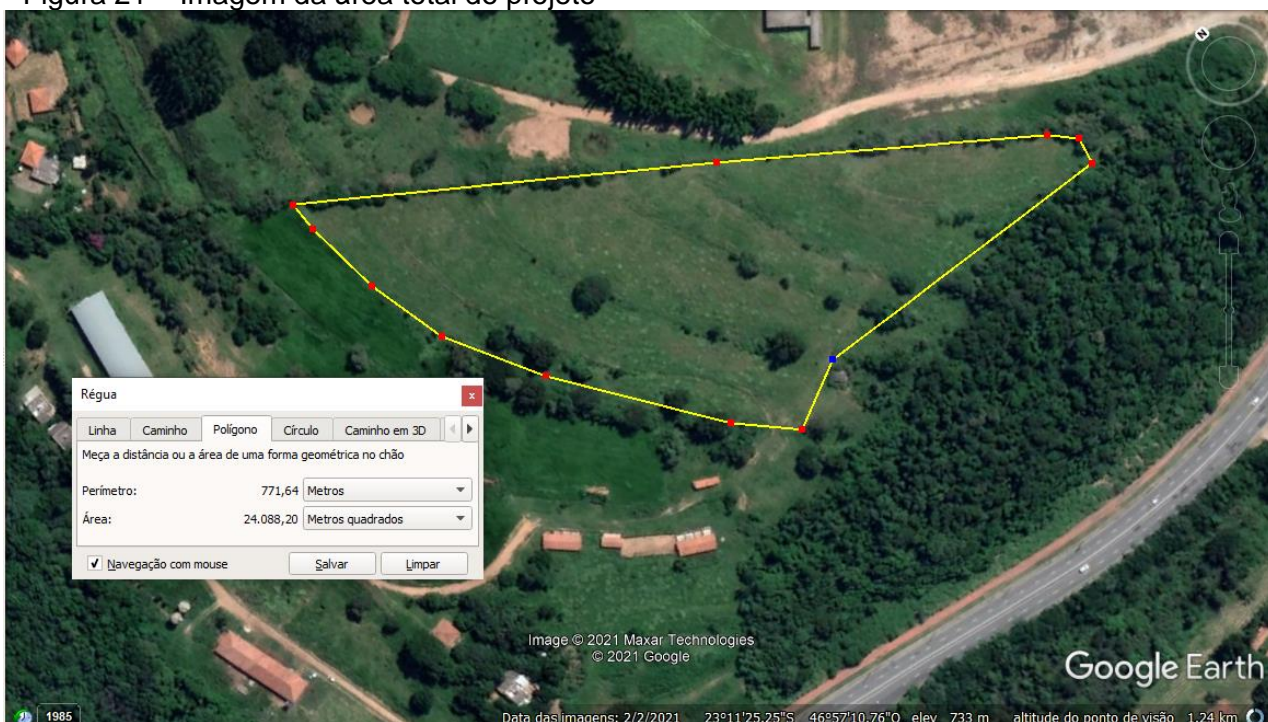 Figura 21 – Imagem da área total do projeto
N
Régua
x
Linha Caminho Polígono Círculo Caminho em 3D
Meça a distância ou a área de uma forma geométrica no chão
Perímetro: 771,64 Metros
Área: 24.088,20 Metros quadrados
Navegação com mouse Salvar Limpar
Image © 2021 Maxar Technologies
© 2021 Google
Google Earth
1985
Data das imagens: 2/2/2021 23°11'25.25"S 46°57'10.76"O elev 733 m altitude do ponto de visão 1.24 km